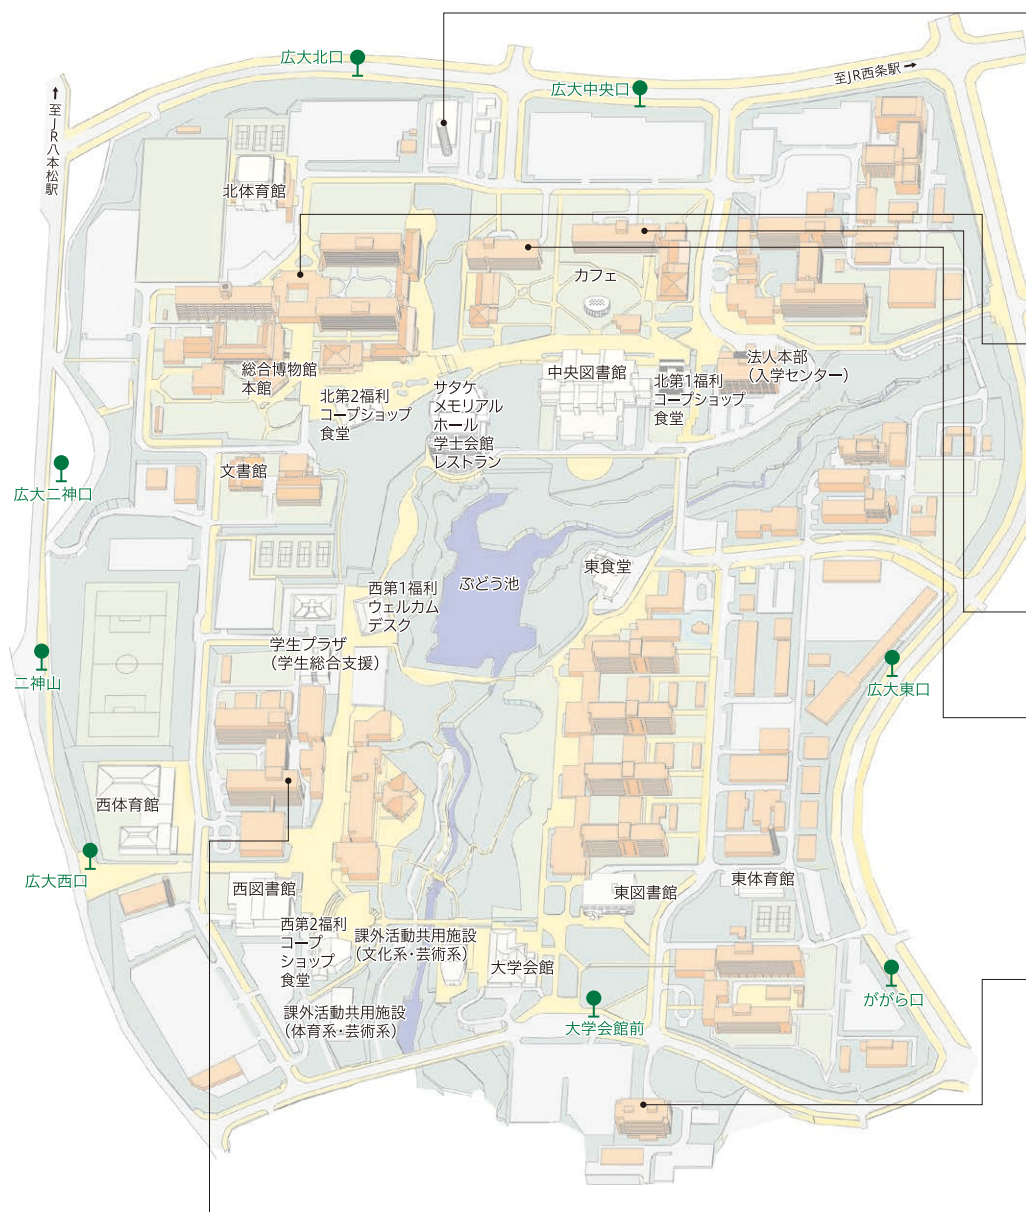 広大北口
広大中央口
至JR西条駅→
↑至JR八本松駅
北体育館
カフェ
総合博物館
本館
北第2福利
コープショップ
食堂
サタケ
メモリアル
ホール
学士会館
レストラン
中央図書館
北第1福利
コープショップ
食堂
法人本部
（入学センター）
文書館
広大二神口
西第1福利
ウェルカム
デスク
ぶどう池
東食堂
学生プラザ
（学生総合支援）
二神山
広大東口
西体育館
広大西口
西図書館
西第2福利
コープ
ショップ
食堂
課外活動共用施設
（文化系・芸術系）
大学会館
東図書館
東体育館
ががら口
課外活動共用施設
（体育系・芸術系）
大学会館前